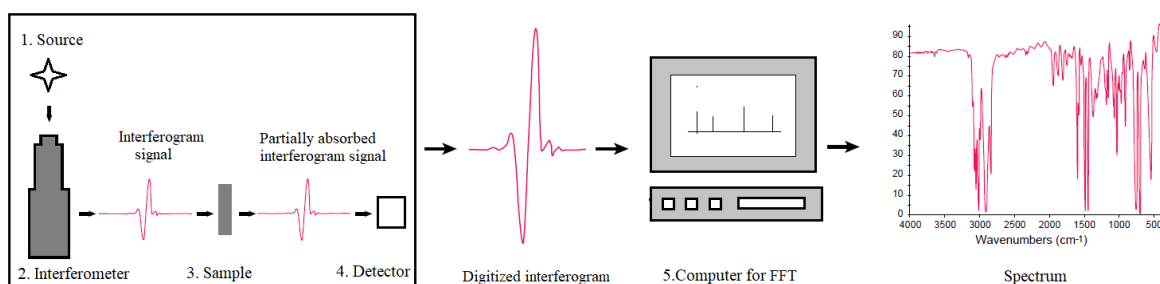 1. Source
Interferogram
signal
Partially absorbed
interferogram signal
2. Interferometer
3. Sample
4. Detector
Digitized interferogram
5.Computer for FFT
90
80
70
60
50
40
30
20
10
0
4000
3000
2000
1500
1000
500
Wavenumbers (cm-1)
Spectrum